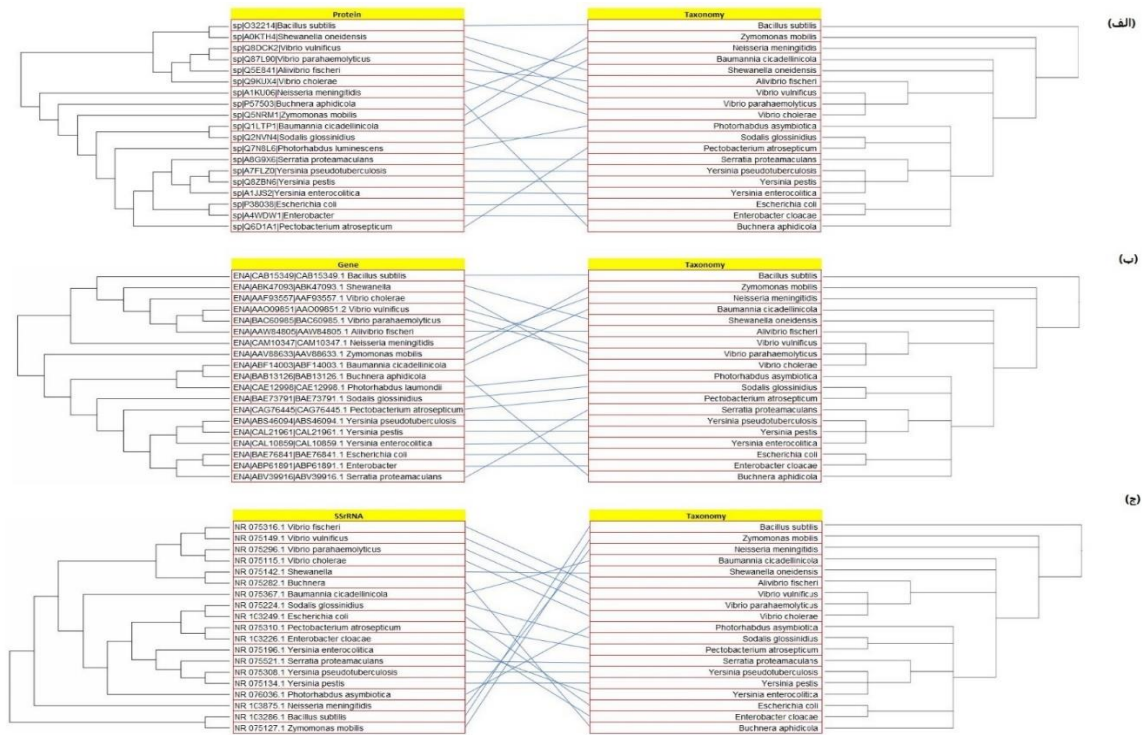 (الف)
Protein
sp|O32214|Bacillus subtilis
sp|A0KTH4|Shewanella oneidensis
sp|Q8DCK2|Vibrio vulnificus
sp|Q87L90|Vibrio parahaemolyticus
sp|Q5E841|Aliivibrio fischeri
sp|Q9KUX4|Vibrio cholerae
sp|A1KU06|Neisseria meningitidis
sp|P57503|Buchnera aphidicola
sp|Q5NRM1|Zymomonas mobilis
sp|Q1LTP1|Baumannia cicadellinicola
sp|Q2NVN4|Sodalis glossinidius
sp|Q7N8L6|Photorhabdus luminescens
sp|A8G9X6|Serratia proteamaculans
sp|A7FLZ0|Yersinia pseudotuberculosis
sp|Q8ZBN6|Yersinia pestis
sp|A1JJS2|Yersinia enterocolitica
sp|P38038|Escherichia coli
sp|A4WDW1|Enterobacter
sp|Q6D1A1|Pectobacterium atrosepticum
Taxonomy
Bacillus subtilis
Zymomonas mobilis
Neisseria meningitidis
Baumannia cicadellinicola
Shewanella oneidensis
Alivibrio fischeri
Vibrio vulnificus
Vibrio parahaemolyticus
Vibrio cholerae
Photorhabdus asymbiotica
Sodalis glossinidius
Pectobacterium atrosepticum
Serratia proteamaculans
Yersinia pseudotuberculosis
Yersinia pestis
Yersinia enterocolitica
Escherichia coli
Enterobacter cloacae
Buchnera aphidicola
(ب)
Gene
ENA|CAB15349|CAB15349.1 Bacillus subtilis
ENA|ABK47093|ABK47093.1 Shewanella
ENA|AAF93557|AAF93557.1 Vibrio cholerae
ENA|AAO09851|AAO09851.2 Vibrio vulnificus
ENA|BAC60985|BAC60985.1 Vibrio parahaemolyticus
ENA|AAW84805|AAW84805.1 Aliivibrio fischeri
ENA|CAM10347|CAM10347.1 Neisseria meningitidis
ENA|AAV88633|AAV88633.1 Zymomonas mobilis
ENA|ABF14003|ABF14003.1 Baumannia cicadellinicola
ENA|BAB13126|BAB13126.1 Buchnera aphidicola
ENA|CAE12998|CAE12998.1 Photorhabdus laumondii
ENA|BAE73791|BAE73791.1 Sodalis glossinidius
ENA|CAG76445|CAG76445.1 Pectobacterium atrosepticum
ENA|ABS46094|ABS46094.1 Yersinia pseudotuberculosis
ENA|CAL21961|CAL21961.1 Yersinia pestis
ENA|CAL10859|CAL10859.1 Yersinia enterocolitica
ENA|BAE76841|BAE76841.1 Escherichia coli
ENA|ABP61891|ABP61891.1 Enterobacter
ENA|ABV39916|ABV39916.1 Serratia proteamaculans
Taxonomy
Bacillus subtilis
Zymomonas mobilis
Neisseria meningitidis
Baumannia cicadellinicola
Shewanella oneidensis
Alivibrio fischeri
Vibrio vulnificus
Vibrio parahaemolyticus
Vibrio cholerae
Photorhabdus asymbiotica
Sodalis glossinidius
Pectobacterium atrosepticum
Serratia proteamaculans
Yersinia pseudotuberculosis
Yersinia pestis
Yersinia enterocolitica
Escherichia coli
Enterobacter cloacae
Buchnera aphidicola
(ج)
SSrRNA
NR 075316.1 Vibrio fischeri
NR 075149.1 Vibrio vulnificus
NR 075296.1 Vibrio parahaemolyticus
NR 075115.1 Vibrio cholerae
NR 075142.1 Shewanella
NR 075282.1 Buchnera
NR 075367.1 Baumannia cicadellinicola
NR 075224.1 Sodalis glossinidius
NR 103249.1 Escherichia coli
NR 075310.1 Pectobacterium atrosepticum
NR 103226.1 Enterobacter cloacae
NR 075196.1 Yersinia enterocolitica
NR 075521.1 Serratia proteamaculans
NR 075308.1 Yersinia pseudotuberculosis
NR 075134.1 Yersinia pestis
NR 076036.1 Photorhabdus asymbiotica
NR 103875.1 Neisseria meningitidis
NR 103286.1 Bacillus subtilis
NR 075127.1 Zymomonas mobilis
Taxonomy
Bacillus subtilis
Zymomonas mobilis
Neisseria meningitidis
Baumannia cicadellinicola
Shewanella oneidensis
Alivibrio fischeri
Vibrio vulnificus
Vibrio parahaemolyticus
Vibrio cholerae
Photorhabdus asymbiotica
Sodalis glossinidius
Pectobacterium atrosepticum
Serratia proteamaculans
Yersinia pseudotuberculosis
Yersinia pestis
Yersinia enterocolitica
Escherichia coli
Enterobacter cloacae
Buchnera aphidicola